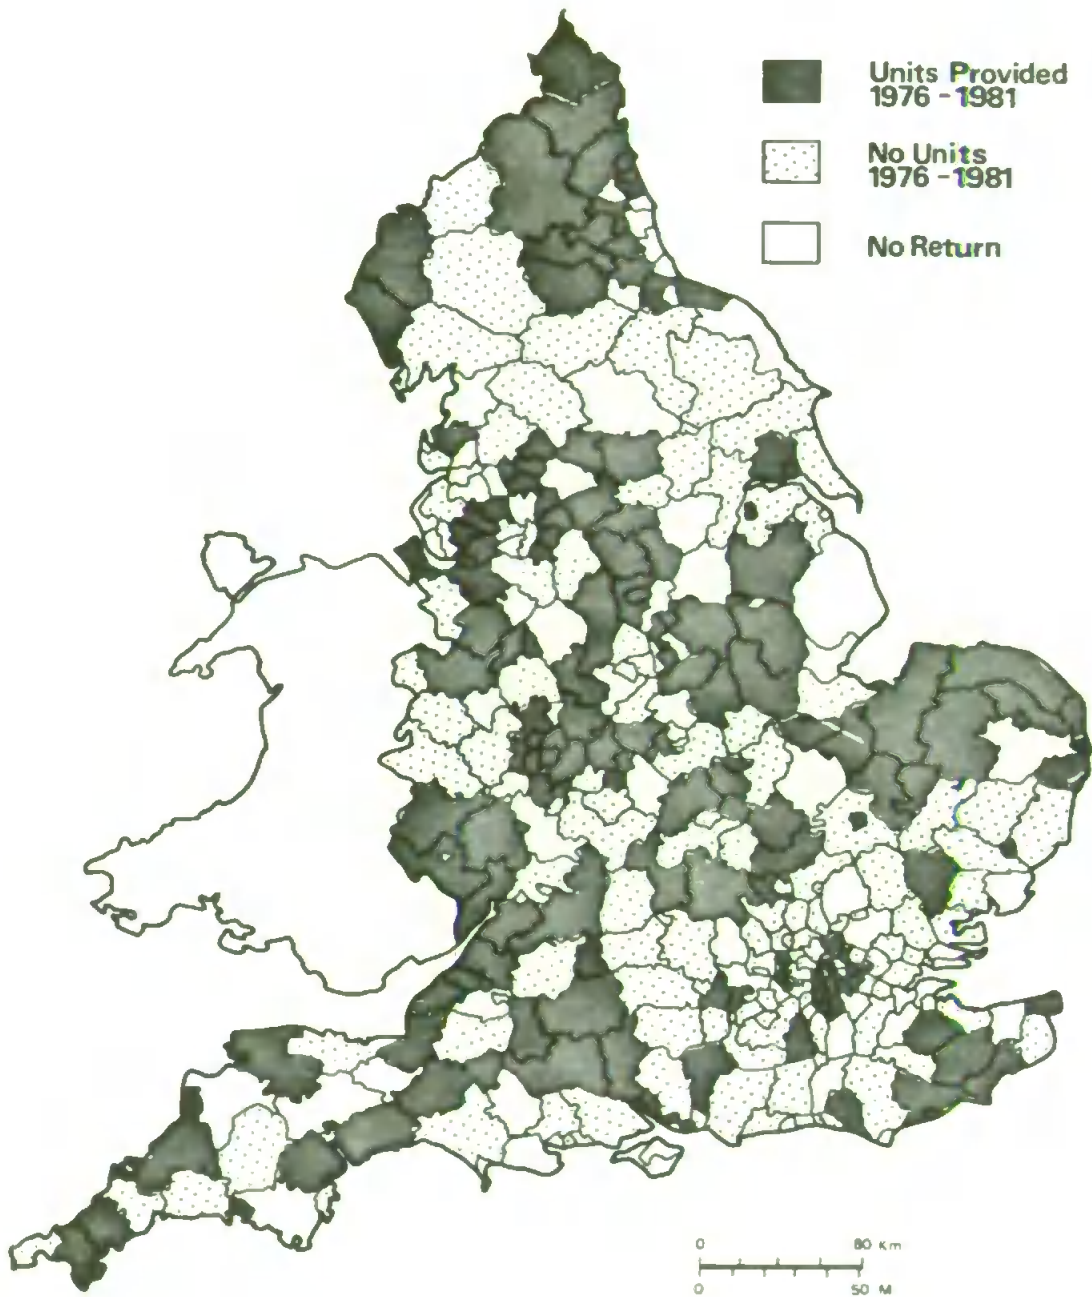 Units Provided
1976 - 1981
No Units
1976 - 1981
No Return
0 80 Km
0 50 M